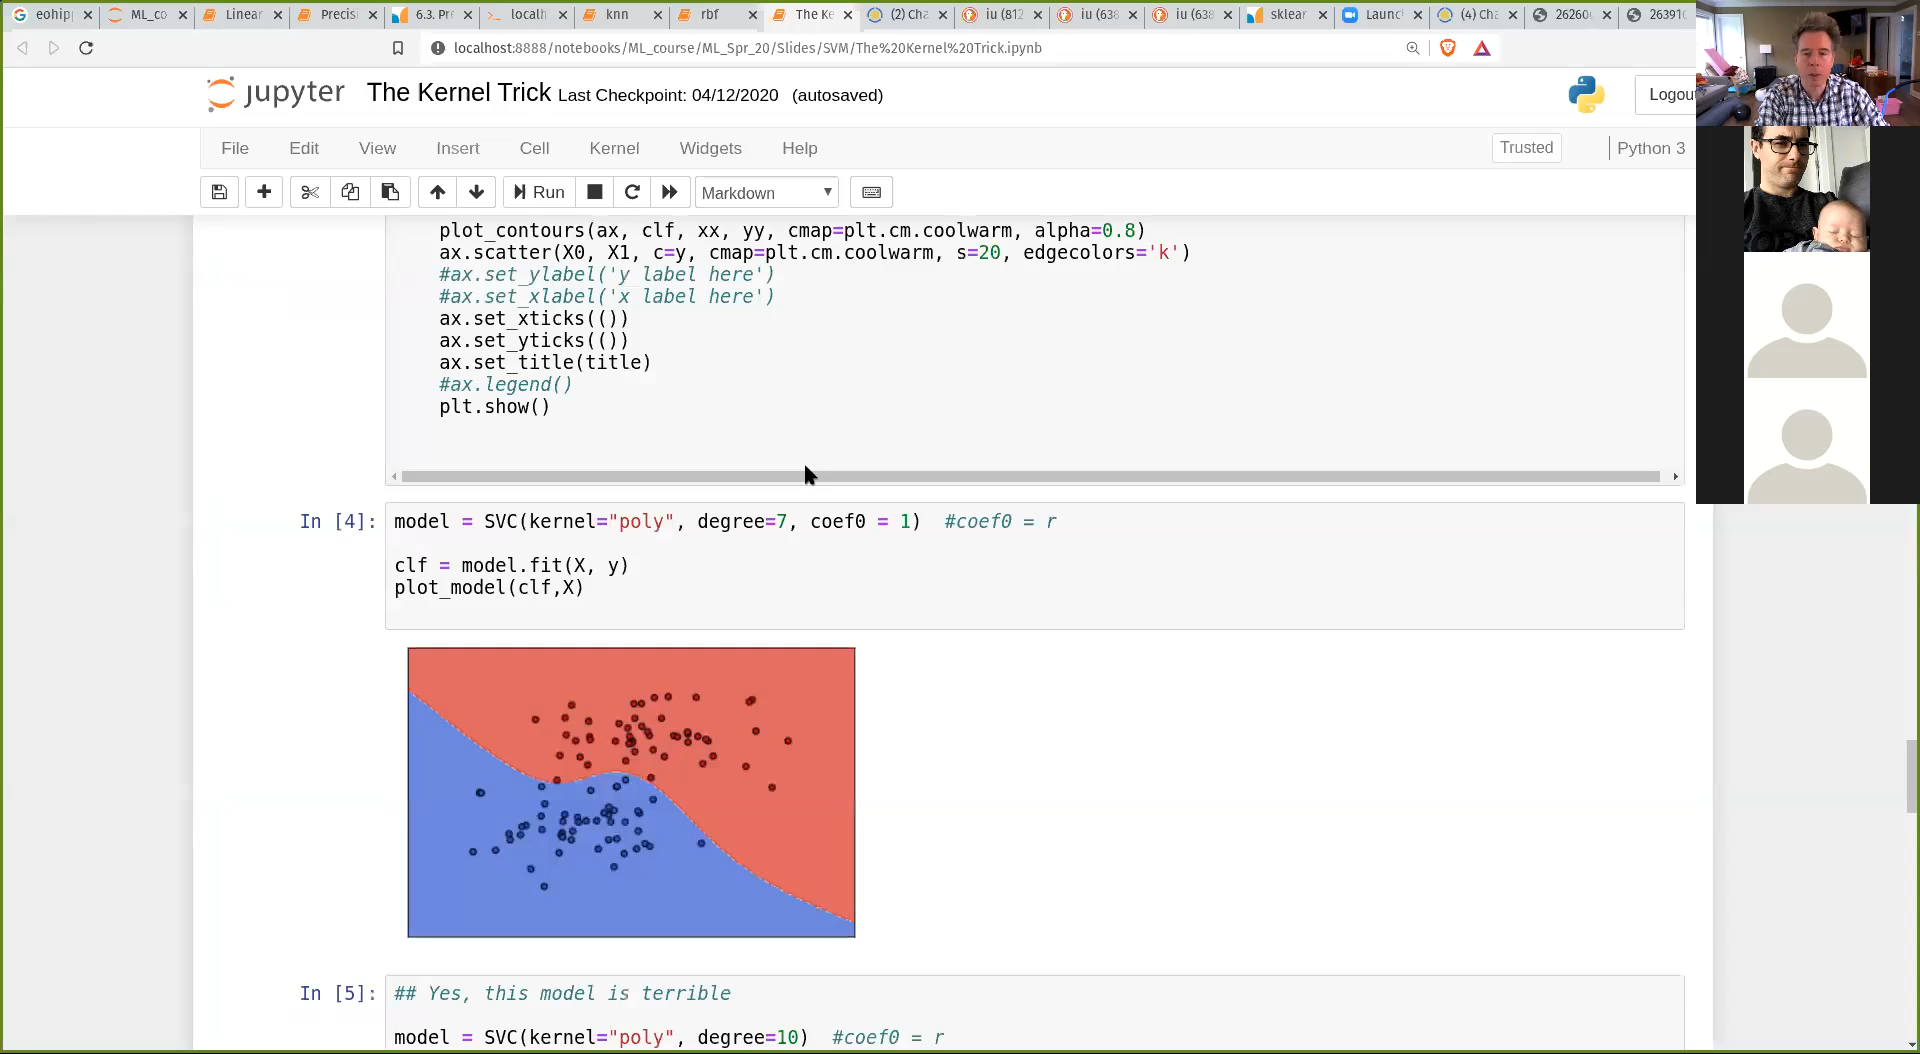 eohip
ML_co
Linear
Precis
6.3. Pr
localh
knn
rbf
The Ke
(2) Cha
iu (812
iu (638
iu (638
sklear
Launc
(4) Cha
26260
26391
localhost:8888/notebooks/ML_course/ML_Spr_20/Slides/SVM/The%20Kernel%20Trick.ipynb
jupyter The Kernel Trick Last Checkpoint: 04/12/2020 (autosaved)
Logou
File Edit View Insert Cell Kernel Widgets Help
Trusted
Python 3
Run
Markdown
plot_contours(ax, clf, xx, yy, cmap=plt.cm.coolwarm, alpha=0.8)
ax.scatter(X0, X1, c=y, cmap=plt.cm.coolwarm, s=20, edgecolors='k')
#ax.set_ylabel('y label here')
#ax.set_xlabel('x label here')
ax.set_xticks(())
ax.set_yticks(())
ax.set_title(title)
#ax.legend()
plt.show()
In [4]: model = SVC(kernel="poly", degree=7, coef0 = 1)  #coef0 = r
clf = model.fit(X, y)
plot_model(clf,X)
In [5]: ## Yes, this model is terrible
model = SVC(kernel="poly", degree=10)  #coef0 = r